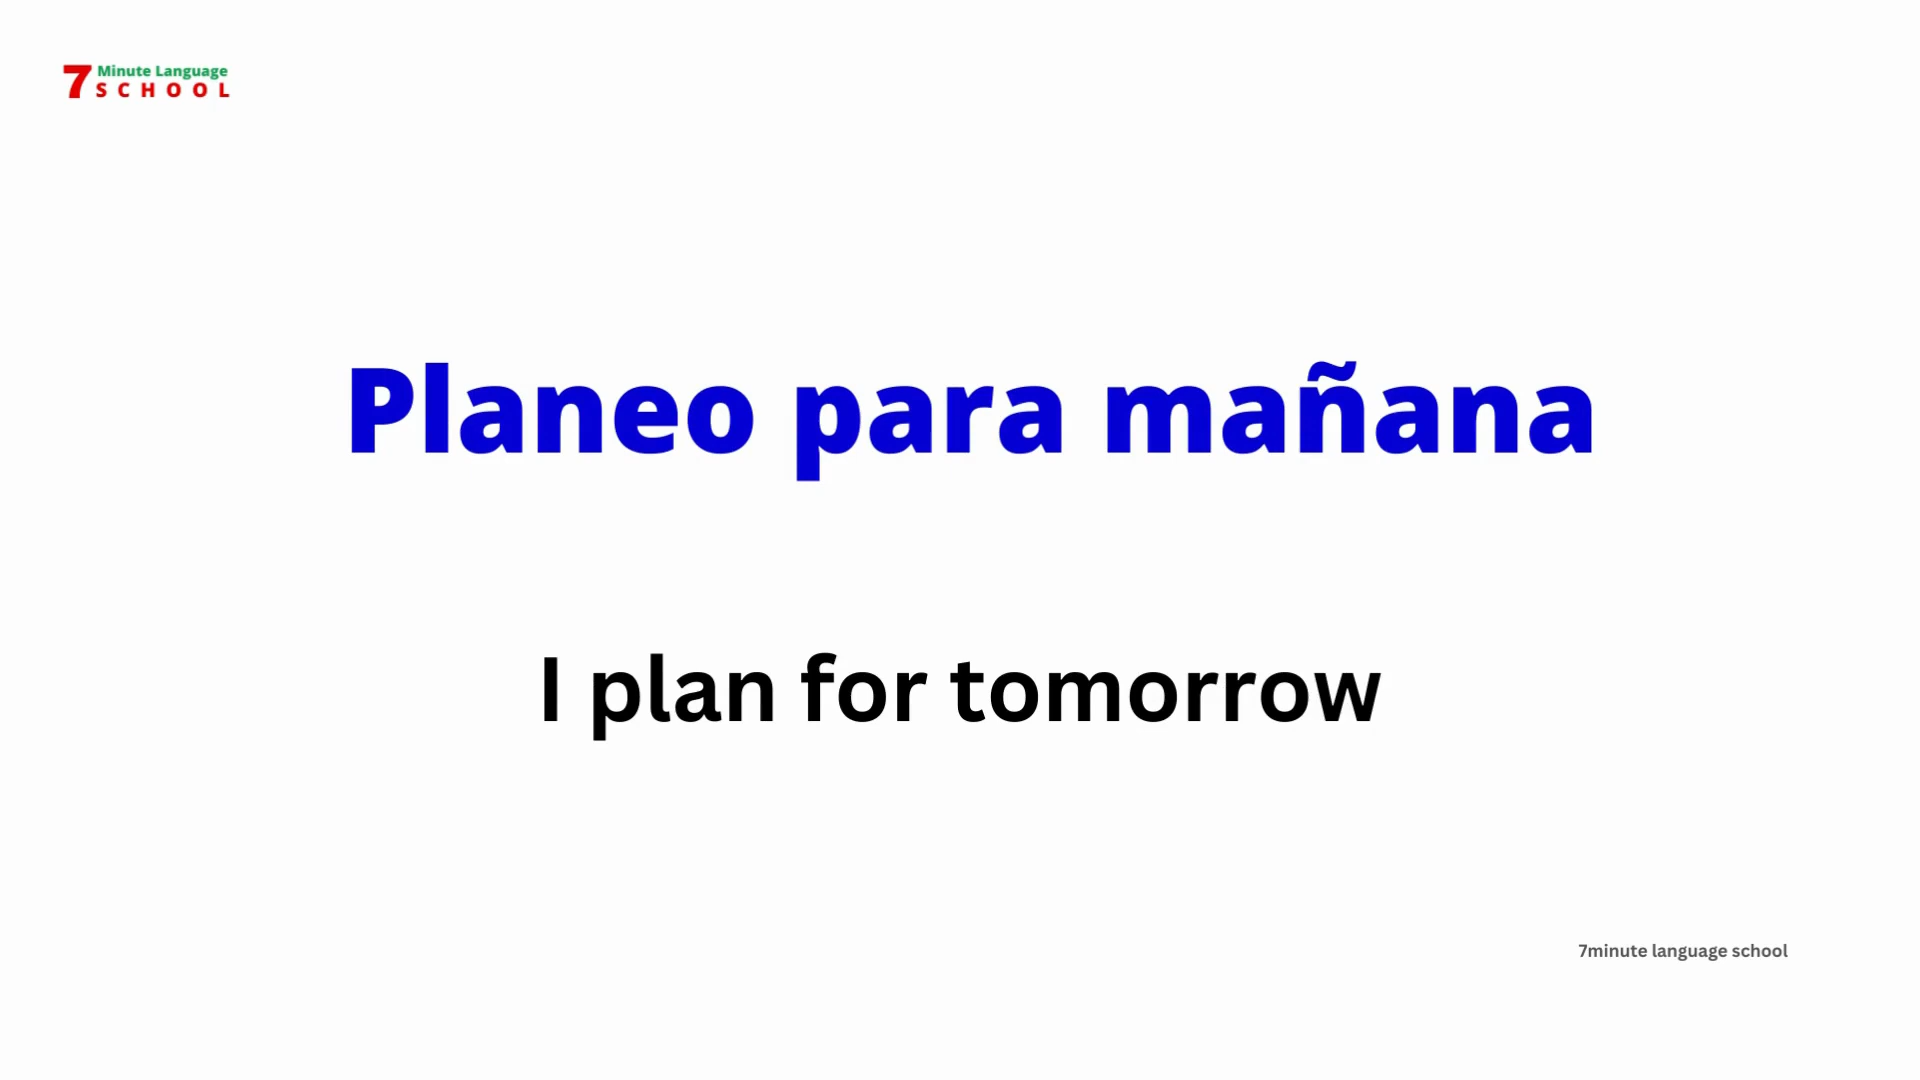 7 Minute Language
SCHOOL
Planeo para mañana
I plan for tomorrow
7minute language school